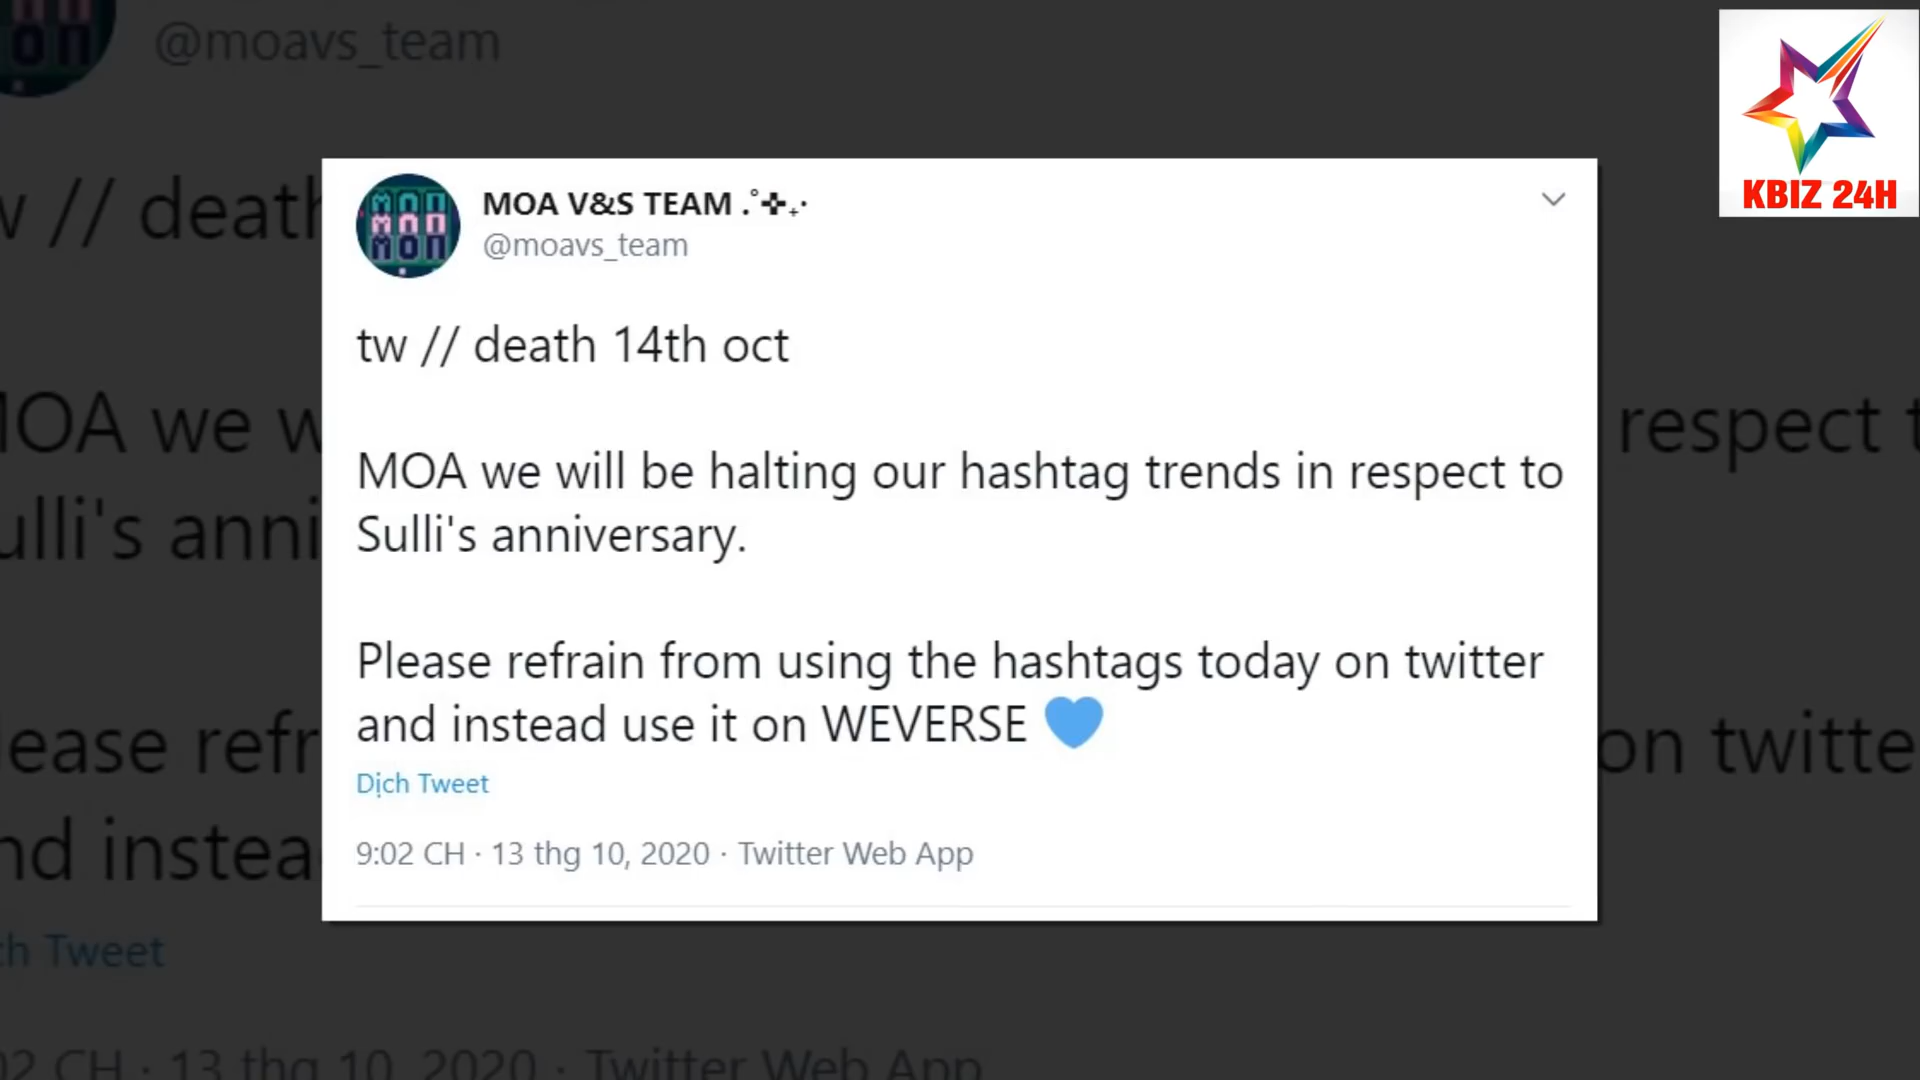 @moavs_team
KBIZ 24H
MOA V&S TEAM
@moavs_team
tw // death 14th oct
MOA we will be halting our hashtag trends in respect to
Sulli's anniversary.
Please refrain from using the hashtags today on twitter
and instead use it on WEVERSE 💙
Dịch Tweet
9:02 CH · 13 thg 10, 2020 · Twitter Web App